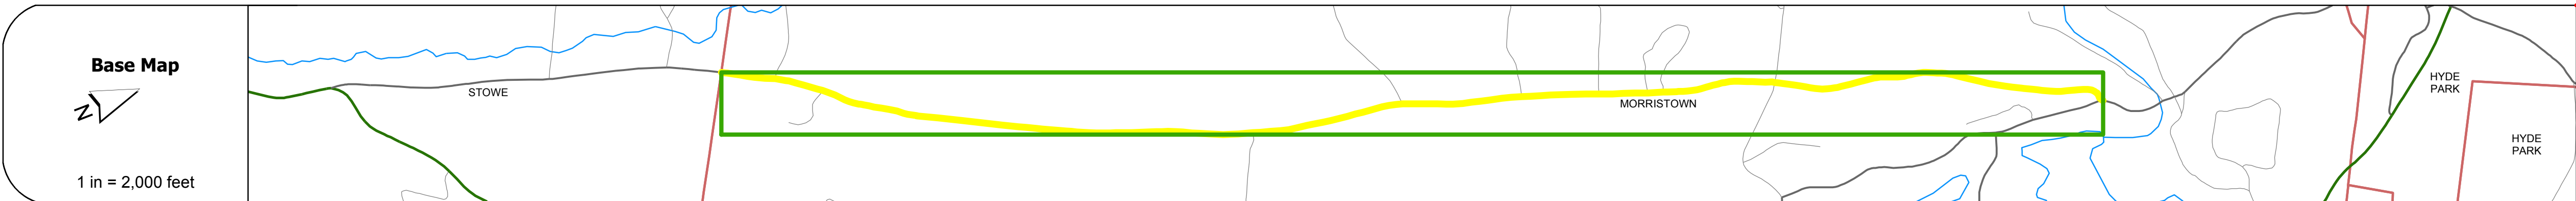 Base Map
N
1 in = 2,000 feet
STOWE
MORRISTOWN
HYDE
PARK
HYDE
PARK